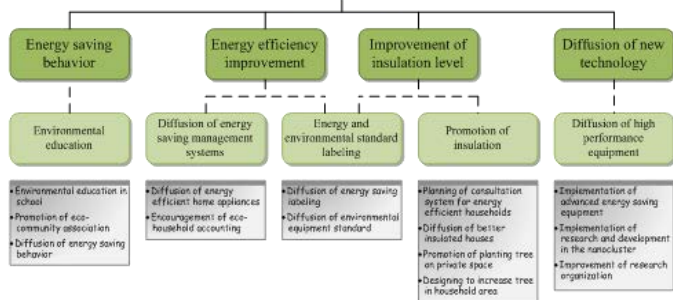 Energy saving
behavior
Energy efficiency
improvement
Improvement of
insulation level
Diffusion of new
technology
Environmental
education
Diffusion of energy
saving management
systems
Energy and
environmental standard
labeling
Promotion of
insulation
Diffusion of high
performance
equipment
•Environmental education in
school
•Promotion of eco-
community association
•Diffusion of energy saving
behavior
•Diffusion of energy
efficient home appliances
•Encouragement of eco-
household accounting
•Diffusion of energy saving
labeling
•Diffusion of environmental
equipment standard
•Planning of consultation
system for energy
efficient households
•Diffusion of better
insulated houses
•Promotion of planting tree
on private space
•Designing to increase tree
in household area
•Implementation of
advanced energy saving
equipment
•Implementation of
research and development
in the nanocluster
•Improvement of research
organization